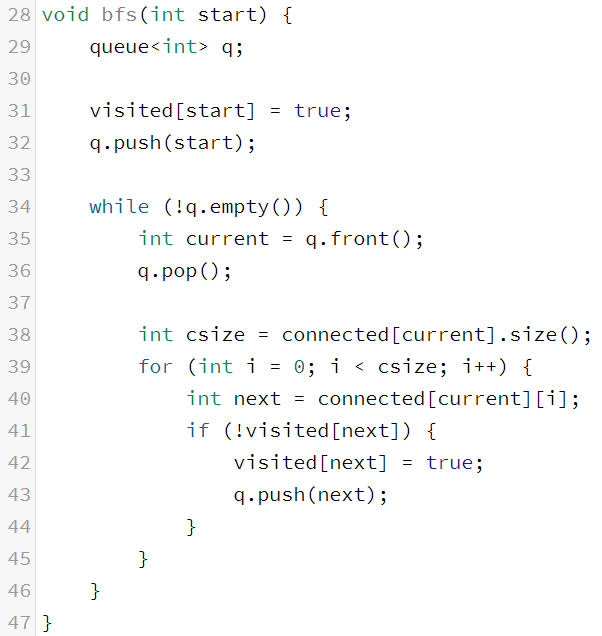 28 void bfs(int start) {
29     queue<int> q;
30
31     visited[start] = true;
32     q.push(start);
33
34     while (!q.empty()) {
35         int current = q.front();
36         q.pop();
37
38         int csize = connected[current].size();
39         for (int i = 0; i < csize; i++) {
40             int next = connected[current][i];
41             if (!visited[next]) {
42                 visited[next] = true;
43                 q.push(next);
44             }
45         }
46     }
47 }